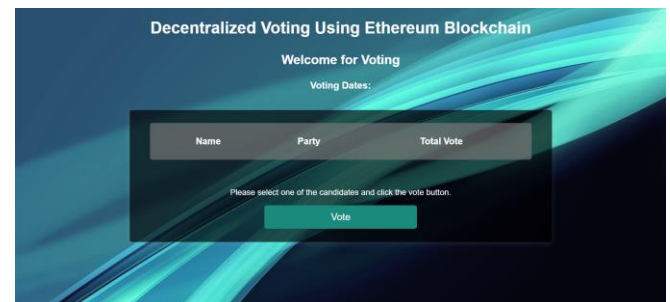 Decentralized Voting Using Ethereum Blockchain
Welcome for Voting
Voting Dates:
Name Party Total Vote
Please select one of the candidates and click the vote button.
Vote